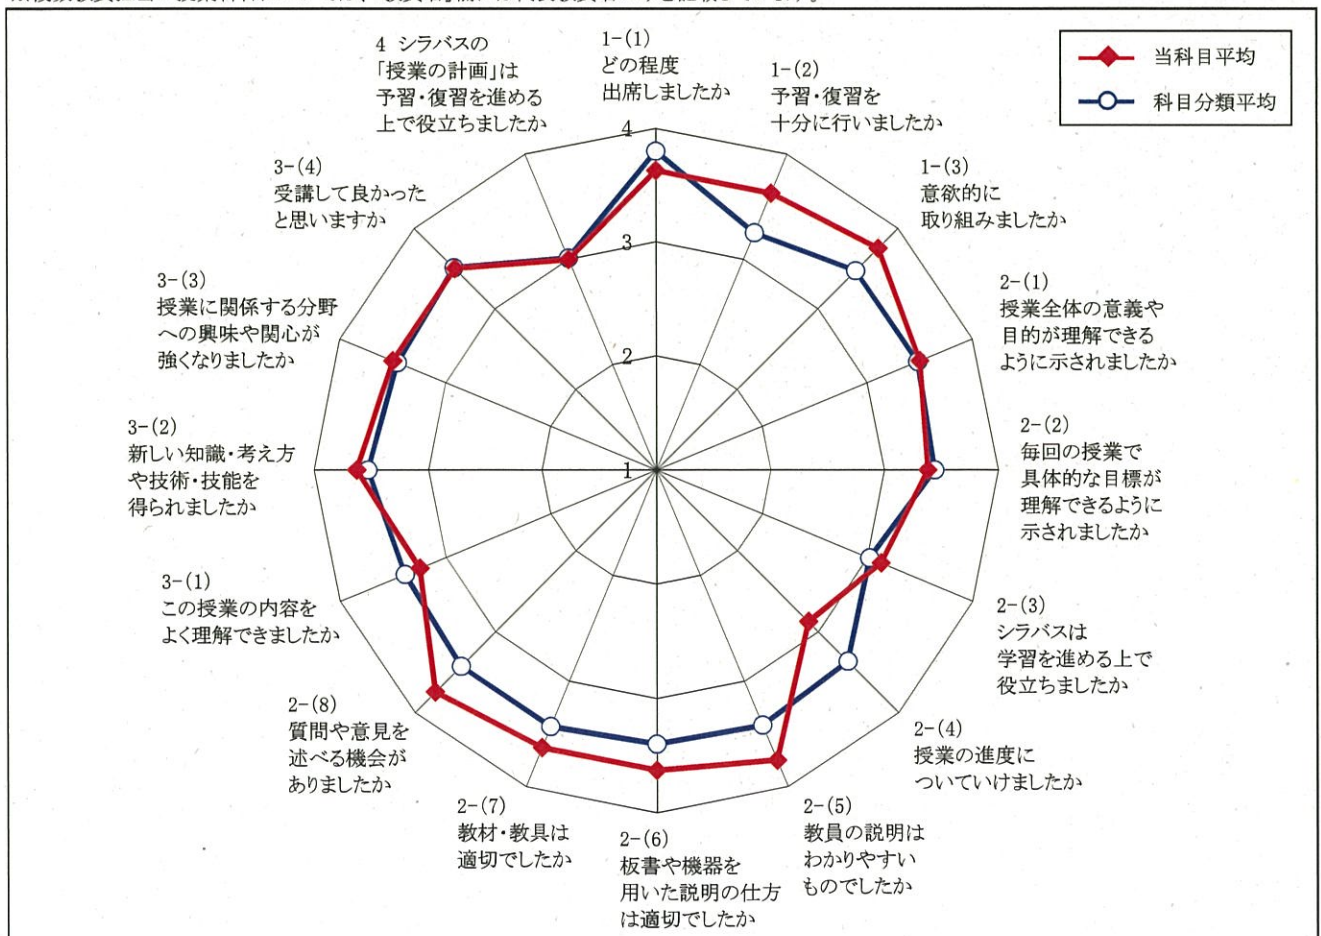 4 シラバスの
「授業の計画」は
予習・復習を進める
上で役立ちましたか
1-(1)
どの程度
出席しましたか
1-(2)
予習・復習を
十分に行いましたか
当科目平均
科目分類平均
3-(4)
受講して良かった
と思いますか
1-(3)
意欲的に
取り組みましたか
3-(3)
授業に関係する分野
への興味や関心が
強くなりましたか
2-(1)
授業全体の意義や
目的が理解できる
ように示されましたか
4
3
2
1
3-(2)
新しい知識・考え方
や技術・技能を
得られましたか
2-(2)
毎回の授業で
具体的な目標が
理解できるように
示されましたか
3-(1)
この授業の内容を
よく理解できましたか
2-(3)
シラバスは
学習を進める上で
役立ちましたか
2-(8)
質問や意見を
述べる機会が
ありましたか
2-(4)
授業の進度に
ついていけましたか
2-(7)
教材・教具は
適切でしたか
2-(6)
板書や機器を
用いた説明の仕方
は適切でしたか
2-(5)
教員の説明は
わかりやすい
ものでしたか